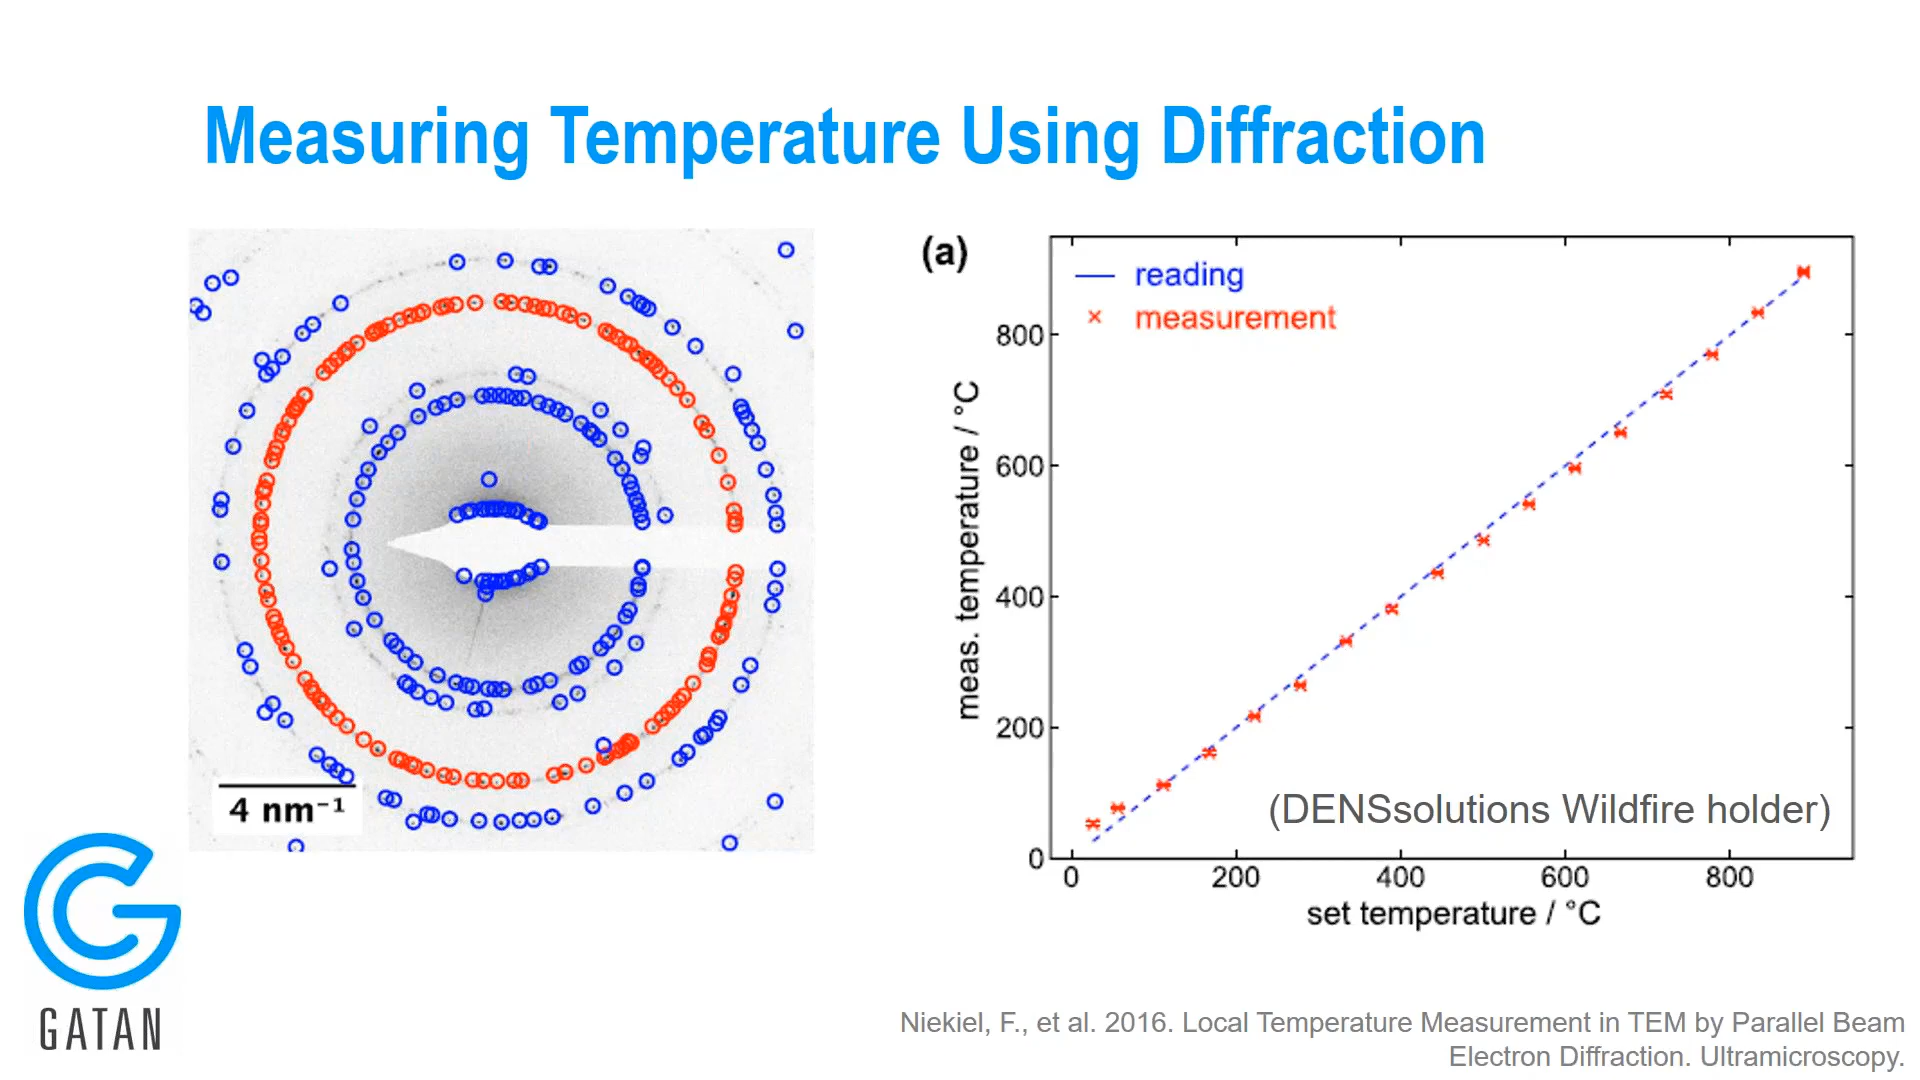 Measuring Temperature Using Diffraction
4 nm⁻¹
(a)
reading
measurement
meas. temperature / °C
800
600
400
200
0
0 200 400 600 800
set temperature / °C
(DENSsolutions Wildfire holder)
GATAN
Niekiel, F., et al. 2016. Local Temperature Measurement in TEM by Parallel Beam
Electron Diffraction. Ultramicroscopy.